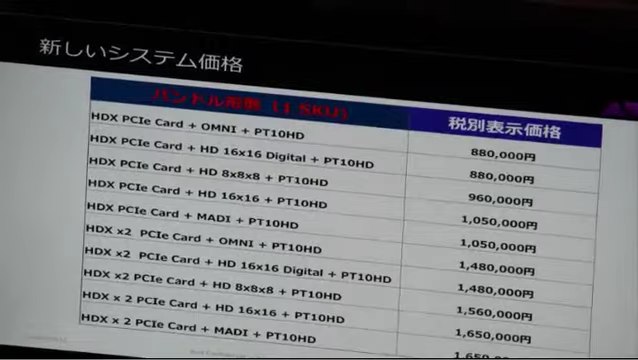 新しいシステム価格
バンドル形態 (1 SKU) 税別表示価格
HDX PCIe Card + OMNI + PT10HD 880,000円
HDX PCIe Card + HD 16x16 Digital + PT10HD 880,000円
HDX PCIe Card + HD 8x8x8 + PT10HD 960,000円
HDX PCIe Card + HD 16x16 + PT10HD 1,050,000円
HDX PCIe Card + MADI + PT10HD 1,050,000円
HDX x2 PCIe Card + OMNI + PT10HD 1,480,000円
HDX x2 PCIe Card + HD 16x16 Digital + PT10HD 1,480,000円
HDX x2 PCIe Card + HD 8x8x8 + PT10HD 1,560,000円
HDX x 2 PCIe Card + HD 16x16 + PT10HD 1,650,000円
HDX x 2 PCIe Card + MADI + PT10HD 1,650,000円